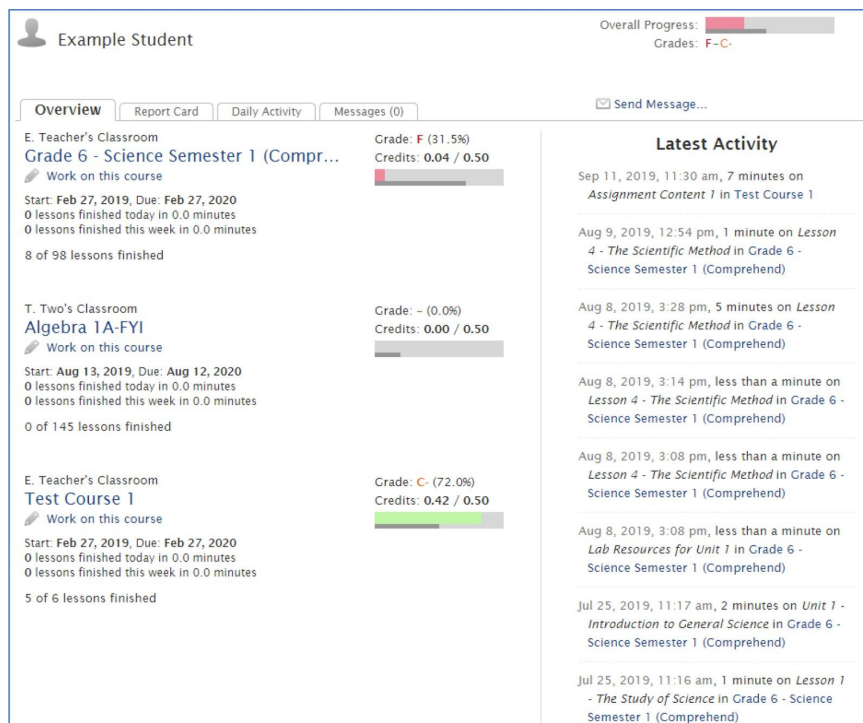 Example Student
Overall Progress:
Grades: F-C-
Overview
Report Card
Daily Activity
Messages (0)
Send Message...
E. Teacher's Classroom
Grade: F (31.5%)
Grade 6 - Science Semester 1 (Compr...
Credits: 0.04 / 0.50
Work on this course
Start: Feb 27, 2019, Due: Feb 27, 2020
0 lessons finished today in 0.0 minutes
0 lessons finished this week in 0.0 minutes
8 of 98 lessons finished
T. Two's Classroom
Grade: – (0.0%)
Algebra 1A-FYI
Credits: 0.00 / 0.50
Work on this course
Start: Aug 13, 2019, Due: Aug 12, 2020
0 lessons finished today in 0.0 minutes
0 lessons finished this week in 0.0 minutes
0 of 145 lessons finished
E. Teacher's Classroom
Grade: C- (72.0%)
Test Course 1
Credits: 0.42 / 0.50
Work on this course
Start: Feb 27, 2019, Due: Feb 27, 2020
0 lessons finished today in 0.0 minutes
0 lessons finished this week in 0.0 minutes
5 of 6 lessons finished
Latest Activity
Sep 11, 2019, 11:30 am, 7 minutes on
Assignment Content 1 in Test Course 1
Aug 9, 2019, 12:54 pm, 1 minute on Lesson
4 - The Scientific Method in Grade 6 -
Science Semester 1 (Comprehend)
Aug 8, 2019, 3:28 pm, 5 minutes on Lesson
4 - The Scientific Method in Grade 6 -
Science Semester 1 (Comprehend)
Aug 8, 2019, 3:14 pm, less than a minute on
Lesson 4 - The Scientific Method in Grade 6 -
Science Semester 1 (Comprehend)
Aug 8, 2019, 3:08 pm, less than a minute on
Lesson 4 - The Scientific Method in Grade 6 -
Science Semester 1 (Comprehend)
Aug 8, 2019, 3:08 pm, less than a minute on
Lab Resources for Unit 1 in Grade 6 -
Science Semester 1 (Comprehend)
Jul 25, 2019, 11:17 am, 2 minutes on Unit 1 -
Introduction to General Science in Grade 6 -
Science Semester 1 (Comprehend)
Jul 25, 2019, 11:16 am, 1 minute on Lesson 1
- The Study of Science in Grade 6 - Science
Semester 1 (Comprehend)